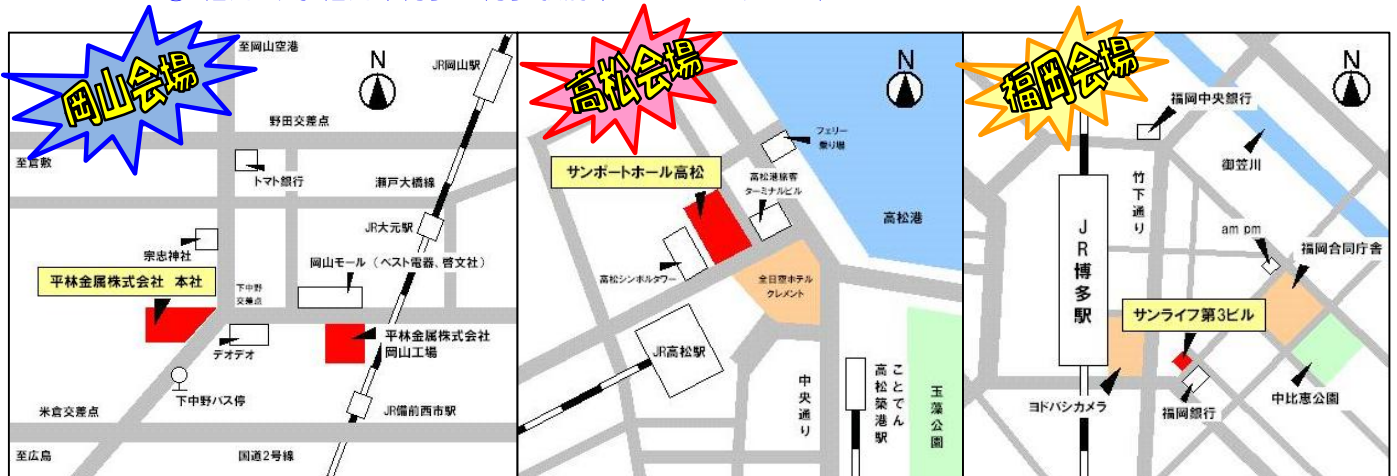 岡山会場
至岡山空港
N
JR岡山駅
野田交差点
至倉敷
トマト銀行
瀬戸大橋線
JR大元駅
宗忠神社
岡山モール（ベスト電器、啓文社）
平林金属株式会社 本社
下中野
交差点
デオデオ
平林金属株式会社
岡山工場
下中野バス停
米倉交差点
JR備前西市駅
至広島
国道2号線
高松会場
N
フェリー
乗り場
サンポートホール高松
高松港旅客
ターミナルビル
高松港
高松シンボルタワー
全日空ホテル
クレメント
JR高松駅
中央通り
ことでん
高松築港駅
玉藻公園
福岡会場
N
福岡中央銀行
御笠川
竹下通り
JR博多駅
am pm
福岡合同庁舎
サンライフ第3ビル
ヨドバシカメラ
福岡銀行
中比恵公園